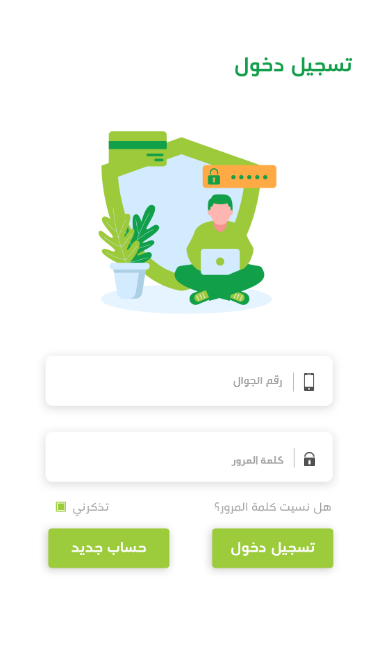 تسجيل دخول
رقم الجوال
كلمة المرور
هل نسيت كلمة المرور؟
تذكرني
تسجيل دخول
حساب جديد